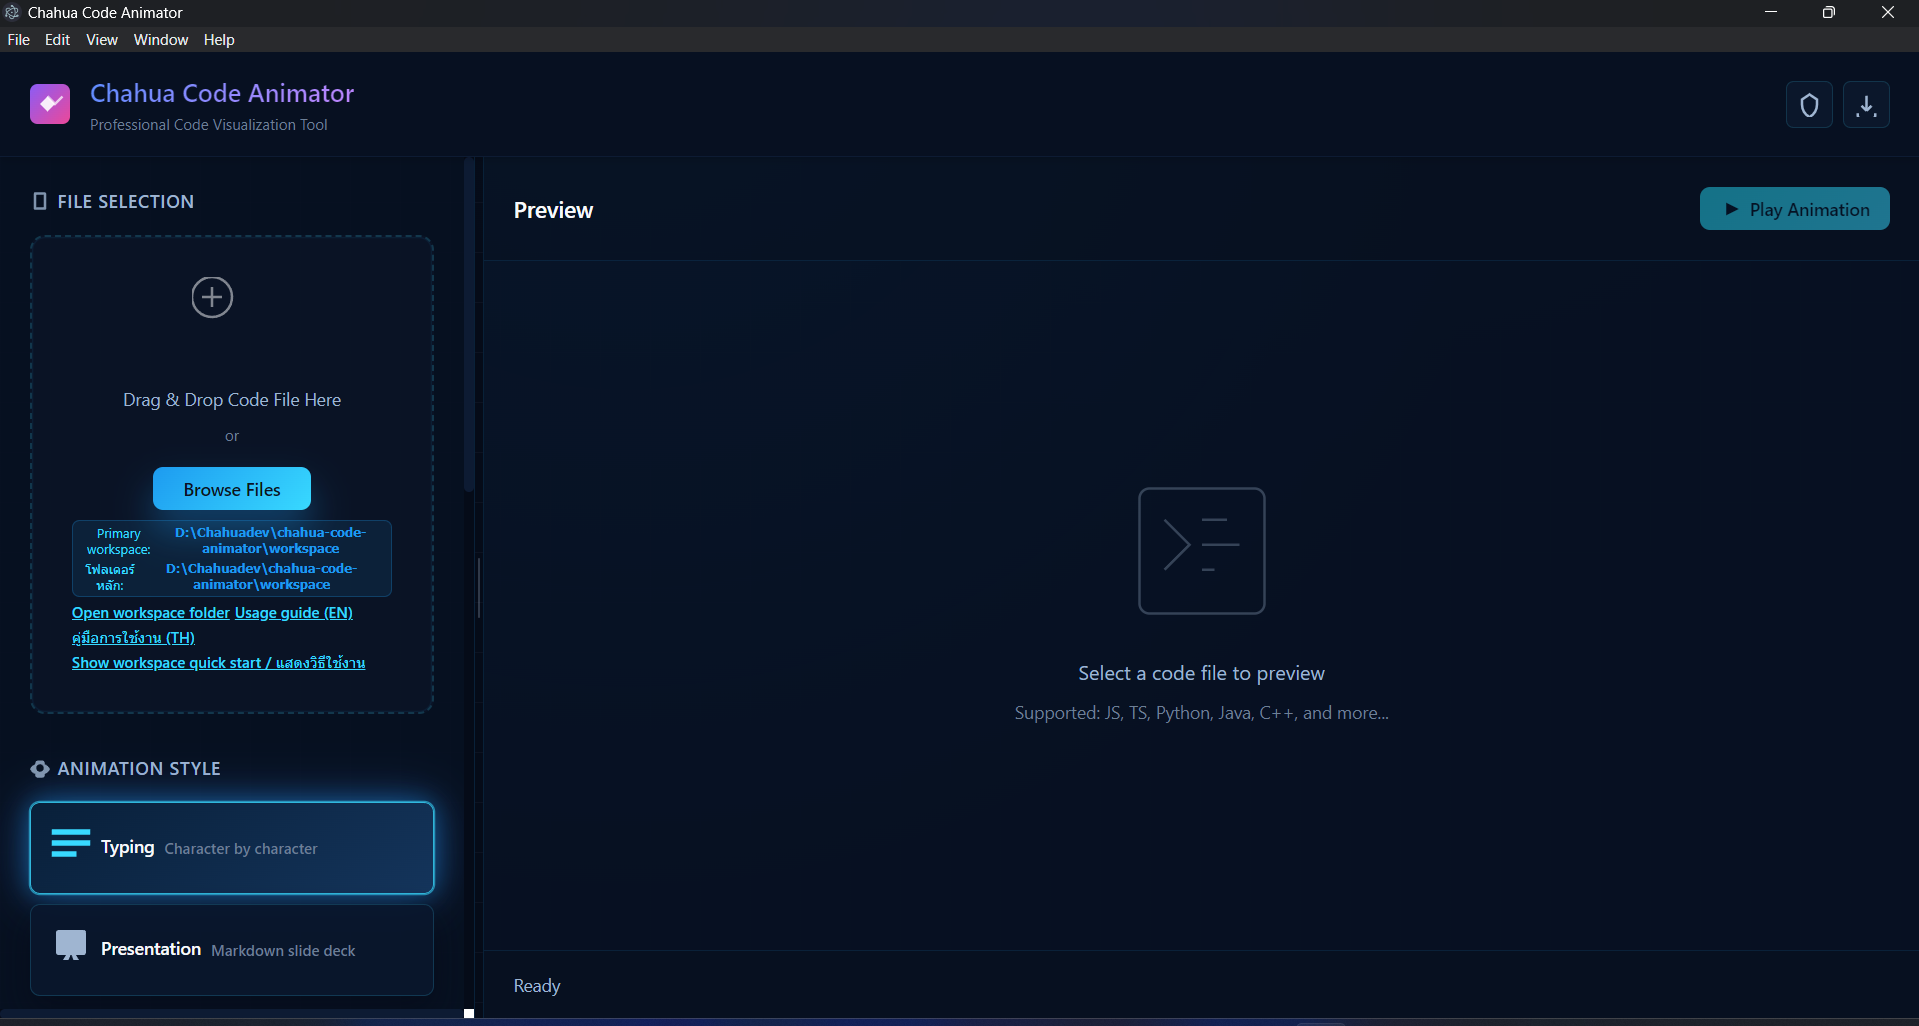 Chahua Code Animator
File Edit View Window Help
Chahua Code Animator
Professional Code Visualization Tool
FILE SELECTION
Drag & Drop Code File Here
or
Browse Files
Primary workspace:
D:\Chahuadev\chahua-code-
animator\workspace
โฟลเดอร์หลัก:
D:\Chahuadev\chahua-code-
animator\workspace
Open workspace folder Usage guide (EN)
คู่มือการใช้งาน (TH)
Show workspace quick start / แสดงวิธีใช้งาน
ANIMATION STYLE
Typing Character by character
Presentation Markdown slide deck
Preview
Play Animation
Select a code file to preview
Supported: JS, TS, Python, Java, C++, and more...
Ready